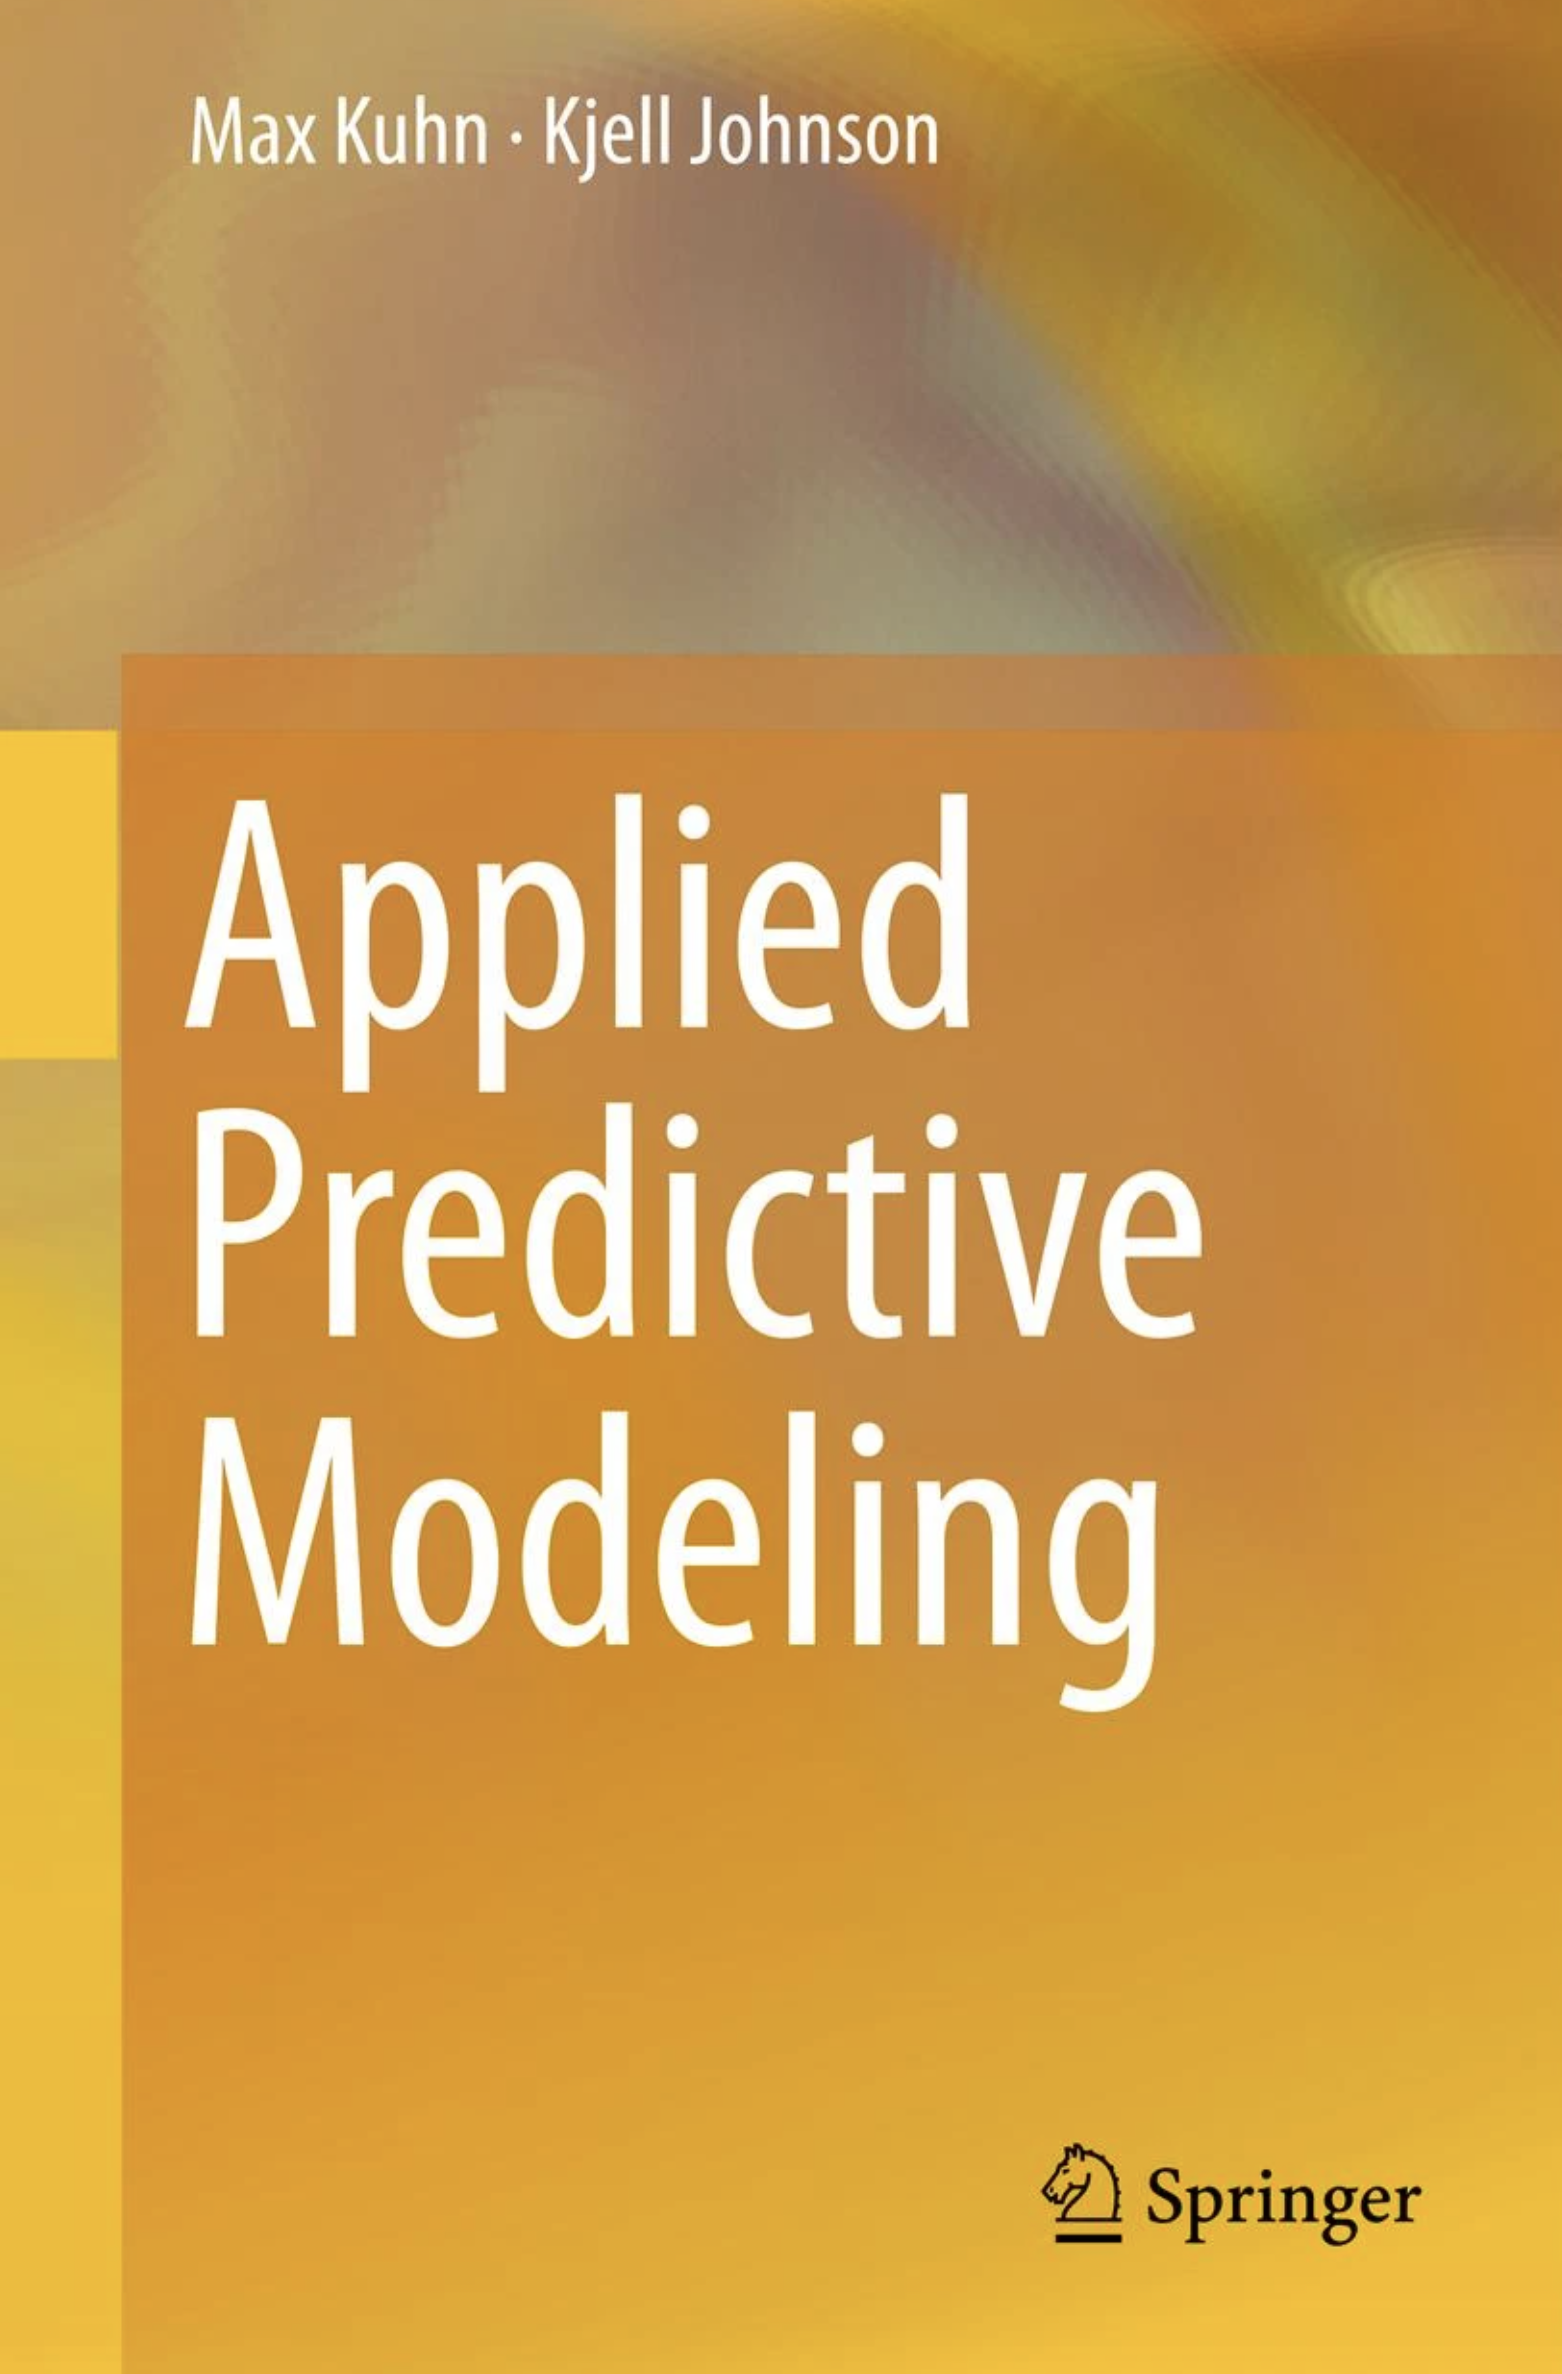 Max Kuhn · Kjell Johnson
Applied
Predictive
Modeling
Springer